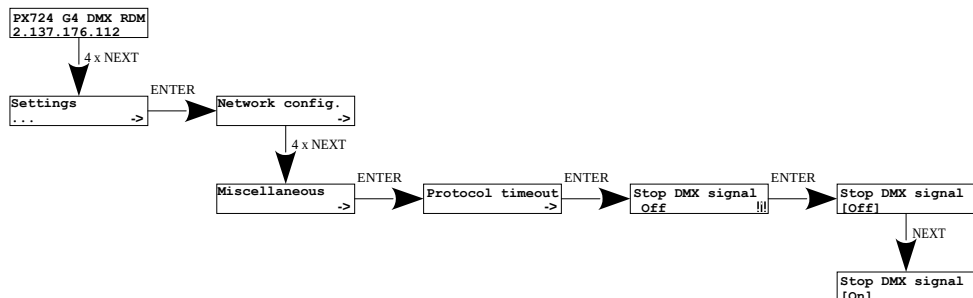 PX724 G4 DMX RDM
2.137.176.112
4 x NEXT
Settings
... ->
ENTER
Network config.
->
4 x NEXT
Miscellaneous
->
ENTER
Protocol timeout
->
ENTER
Stop DMX signal
Off !i!
ENTER
Stop DMX signal
[Off]
NEXT
Stop DMX signal
[On]